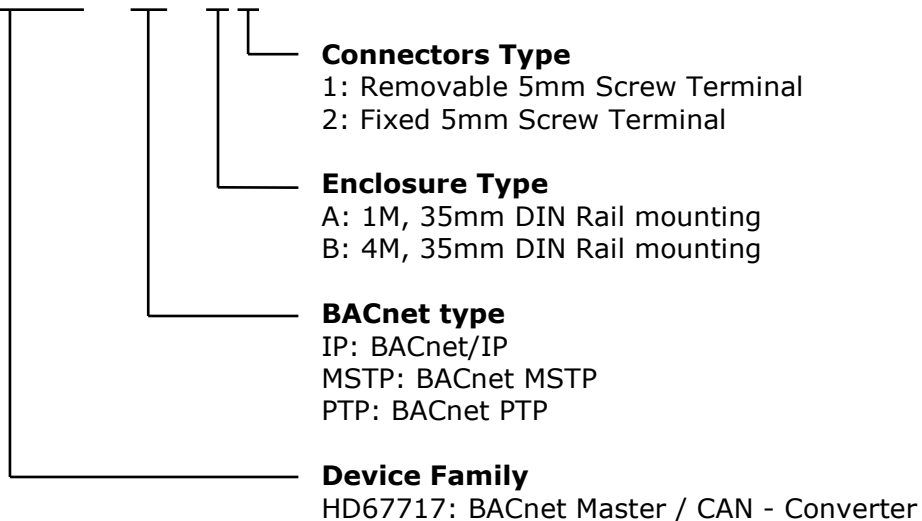 Connectors Type
1: Removable 5mm Screw Terminal
2: Fixed 5mm Screw Terminal
Enclosure Type
A: 1M, 35mm DIN Rail mounting
B: 4M, 35mm DIN Rail mounting
BACnet type
IP: BACnet/IP
MSTP: BACnet MSTP
PTP: BACnet PTP
Device Family
HD67717: BACnet Master / CAN - Converter